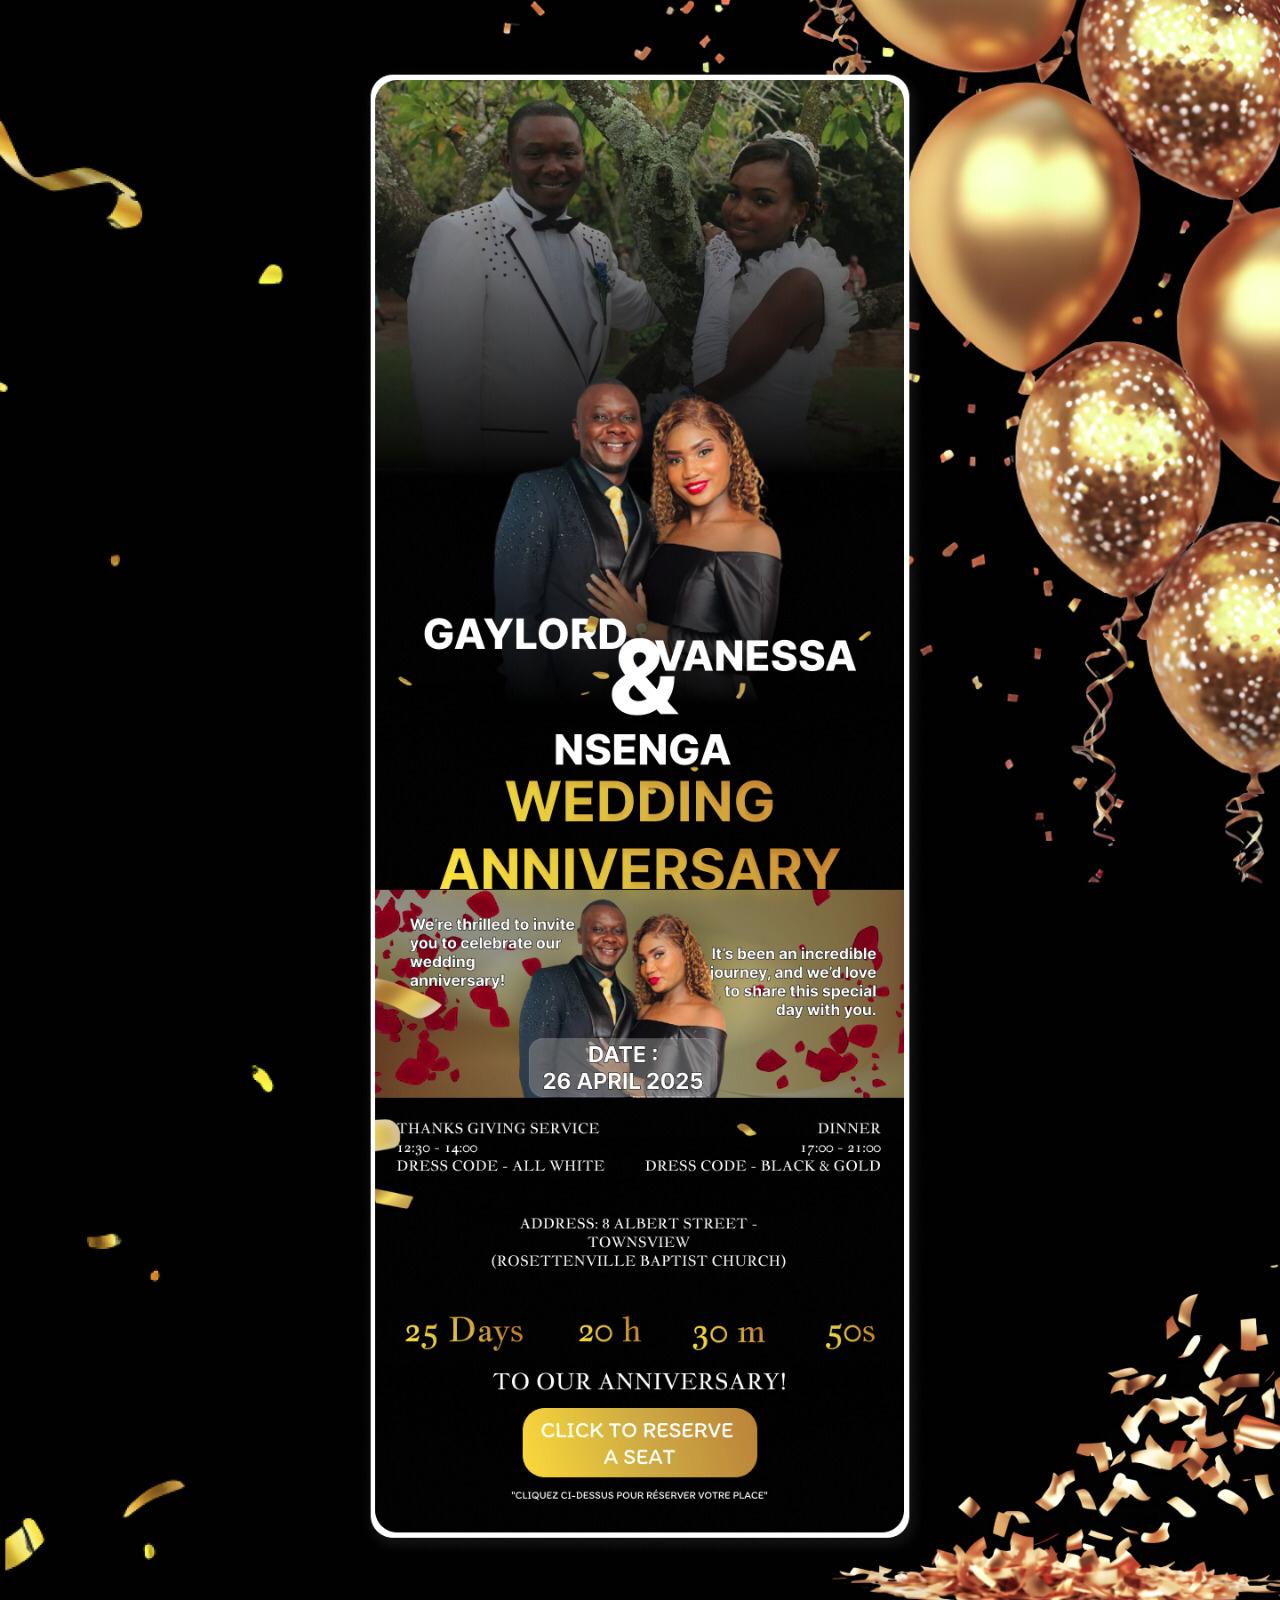 GAYLORD
&
VANESSA
NSENGA
WEDDING
ANNIVERSARY
We're thrilled to invite
you to celebrate our
wedding
anniversary!
It's been an incredible
journey, and we'd love
to share this special
day with you.
DATE :
26 APRIL 2025
THANKS GIVING SERVICE
12:30 - 14:00
DRESS CODE - ALL WHITE
DINNER
17:00 - 21:00
DRESS CODE - BLACK & GOLD
ADDRESS: 8 ALBERT STREET -
TOWNSVIEW
(ROSETTENVILLE BAPTIST CHURCH)
25 Days 20 h 30 m 50s
TO OUR ANNIVERSARY!
CLICK TO RESERVE
A SEAT
"CLIQUEZ CI-DESSUS POUR RÉSERVER VOTRE PLACE"